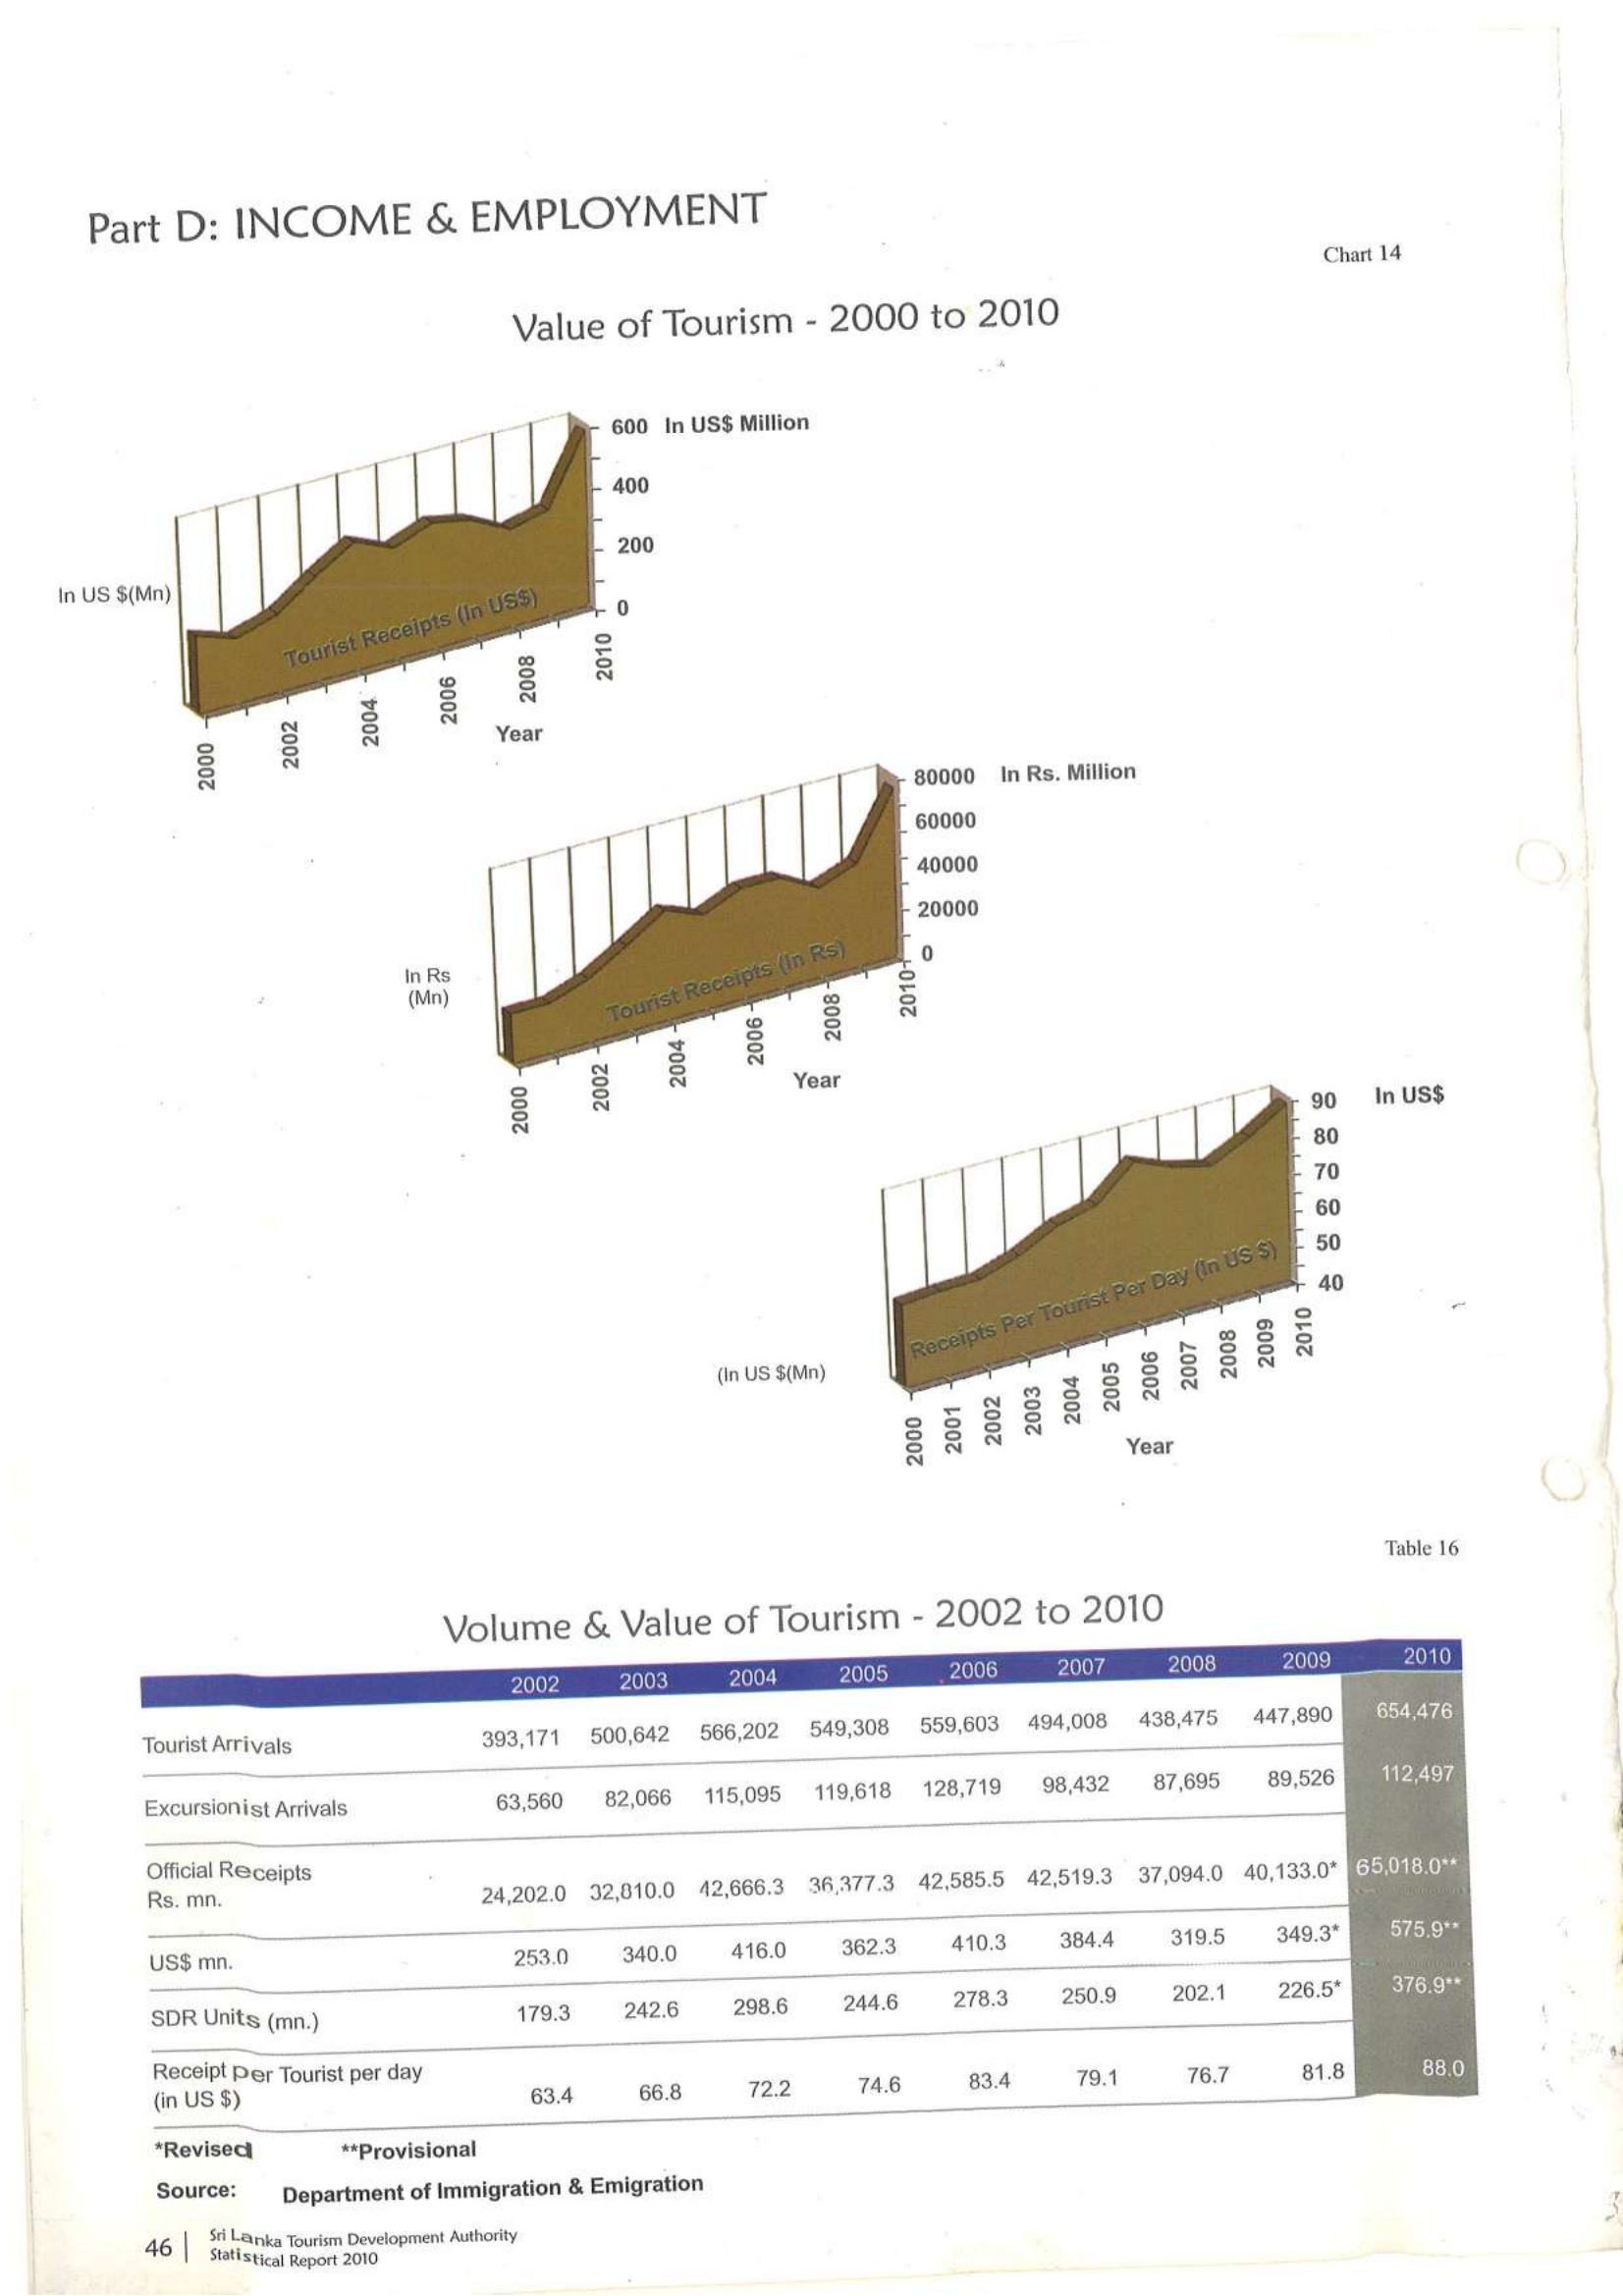 Part D: INCOME & EMPLOYMENT
Chart 14
Value of Tourism - 2000 to 2010
600 In US$ Million
400
200
0
In US $(Mn)
Tourist Receipts (In US$)
2000 2002 2004 2006 2008 2010
Year
80000 In Rs. Million
60000
40000
20000
0
In Rs
(Mn)
Tourist Receipts (In Rs)
2000 2002 2004 2006 2008 2010
Year
90 In US$
80
70
60
50
40
(In US $(Mn)
Receipts Per Tourist Per Day (In US $)
2000 2001 2002 2003 2004 2005 2006 2007 2008 2009 2010
Year
Table 16
Volume & Value of Tourism - 2002 to 2010
2002 2003 2004 2005 2006 2007 2008 2009 2010
Tourist Arrivals 393,171 500,642 566,202 549,308 559,603 494,008 438,475 447,890 654,476
Excursionist Arrivals 63,560 82,066 115,095 119,618 128,719 98,432 87,695 89,526 112,497
Official Receipts
Rs. mn. 24,202.0 32,810.0 42,666.3 36,377.3 42,585.5 42,519.3 37,094.0 40,133.0* 65,018.0**
US$ mn. 253.0 340.0 416.0 362.3 410.3 384.4 319.5 349.3* 575.9**
SDR Units (mn.) 179.3 242.6 298.6 244.6 278.3 250.9 202.1 226.5* 376.9**
Receipt per Tourist per day
(in US $) 63.4 66.8 72.2 74.6 83.4 79.1 76.7 81.8 88.0
*Revised **Provisional
Source: Department of Immigration & Emigration
46 | Sri Lanka Tourism Development Authority
Statistical Report 2010